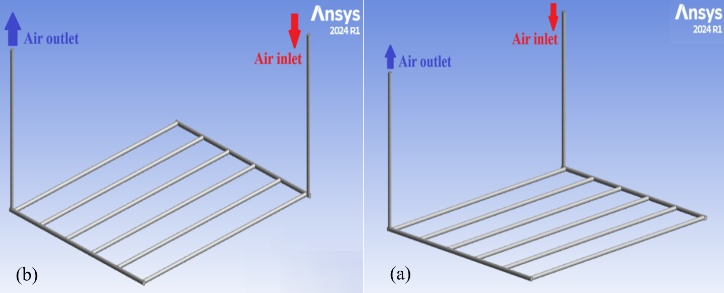 Ansys
2024 R1
Air outlet
Air inlet
(b)
Ansys
2024 R1
Air inlet
Air outlet
(a)